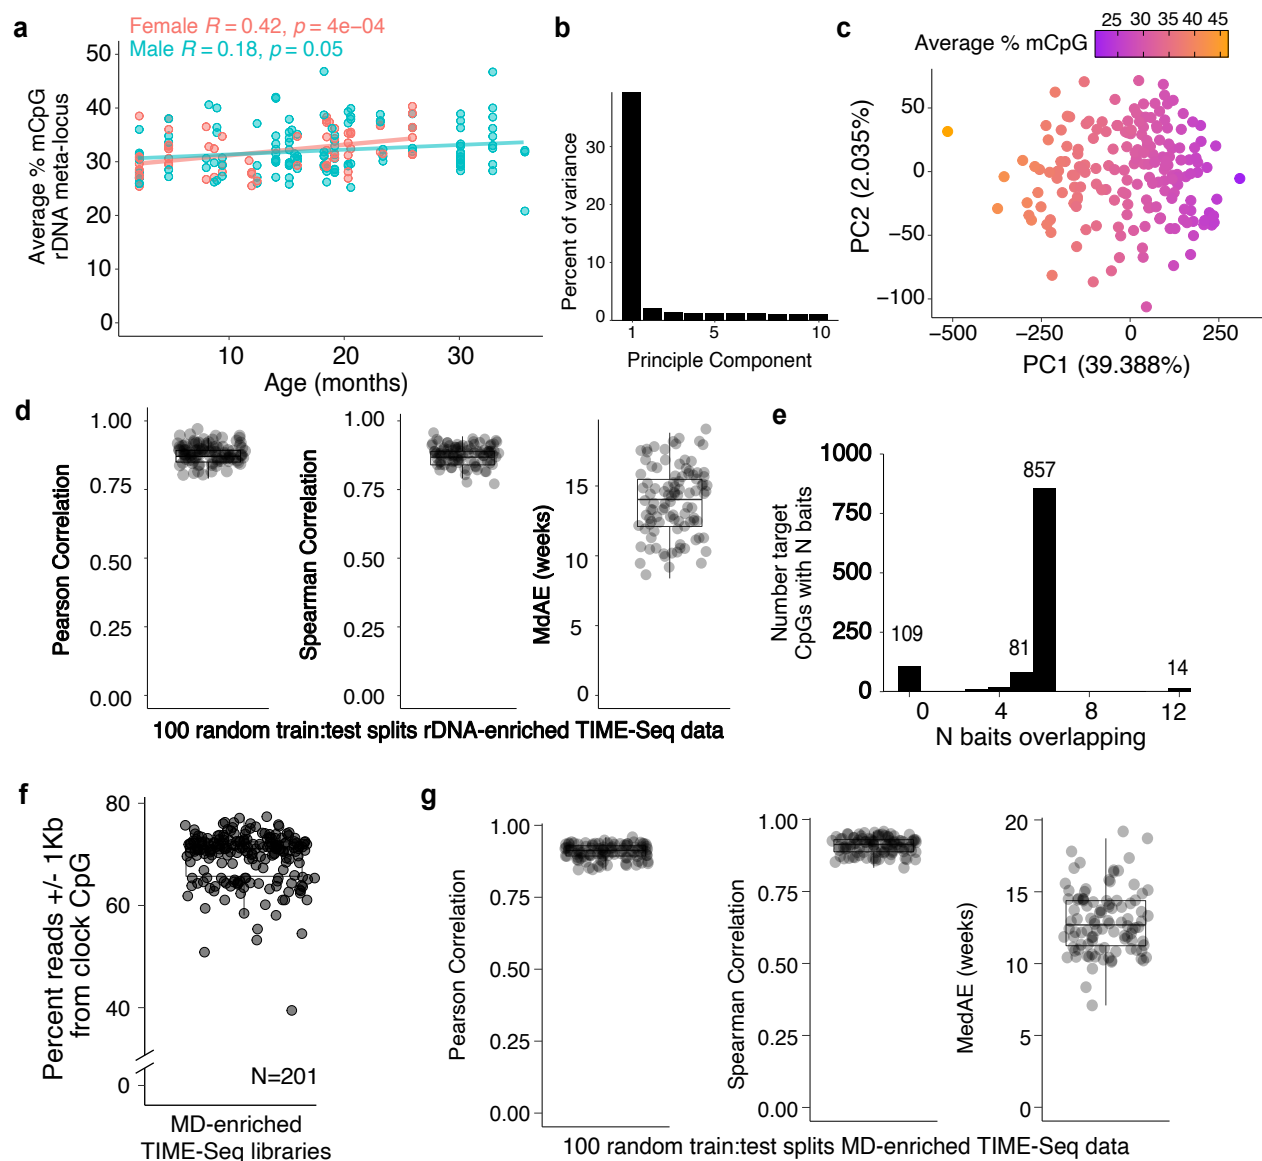 a
Female R = 0.42, p = 4e−04
Male R = 0.18, p = 0.05
Average % mCpG
rDNA meta-locus
50
40
30
20
10
0
10
20
30
Age (months)
b
Percent of variance
30
20
10
0
1
5
10
Principle Component
c
Average % mCpG
25 30 35 40 45
PC2 (2.035%)
50
0
−50
−100
−500
−250
0
250
PC1 (39.388%)
d
Pearson Correlation
1.00
0.75
0.50
0.25
0.00
Spearman Correlation
1.00
0.75
0.50
0.25
0.00
MdAE (weeks)
15
10
5
0
100 random train:test splits rDNA-enriched TIME-Seq data
e
Number target
CpGs with N baits
1000
750
500
250
0
109
81
857
14
0
4
8
12
N baits overlapping
f
Percent reads +/- 1Kb
from clock CpG
80
60
40
0
N=201
MD-enriched
TIME-Seq libraries
g
Pearson Correlation
1.00
0.75
0.50
0.25
0.00
Spearman Correlation
1.00
0.75
0.50
0.25
0.00
MedAE (weeks)
20
15
10
5
0
100 random train:test splits MD-enriched TIME-Seq data